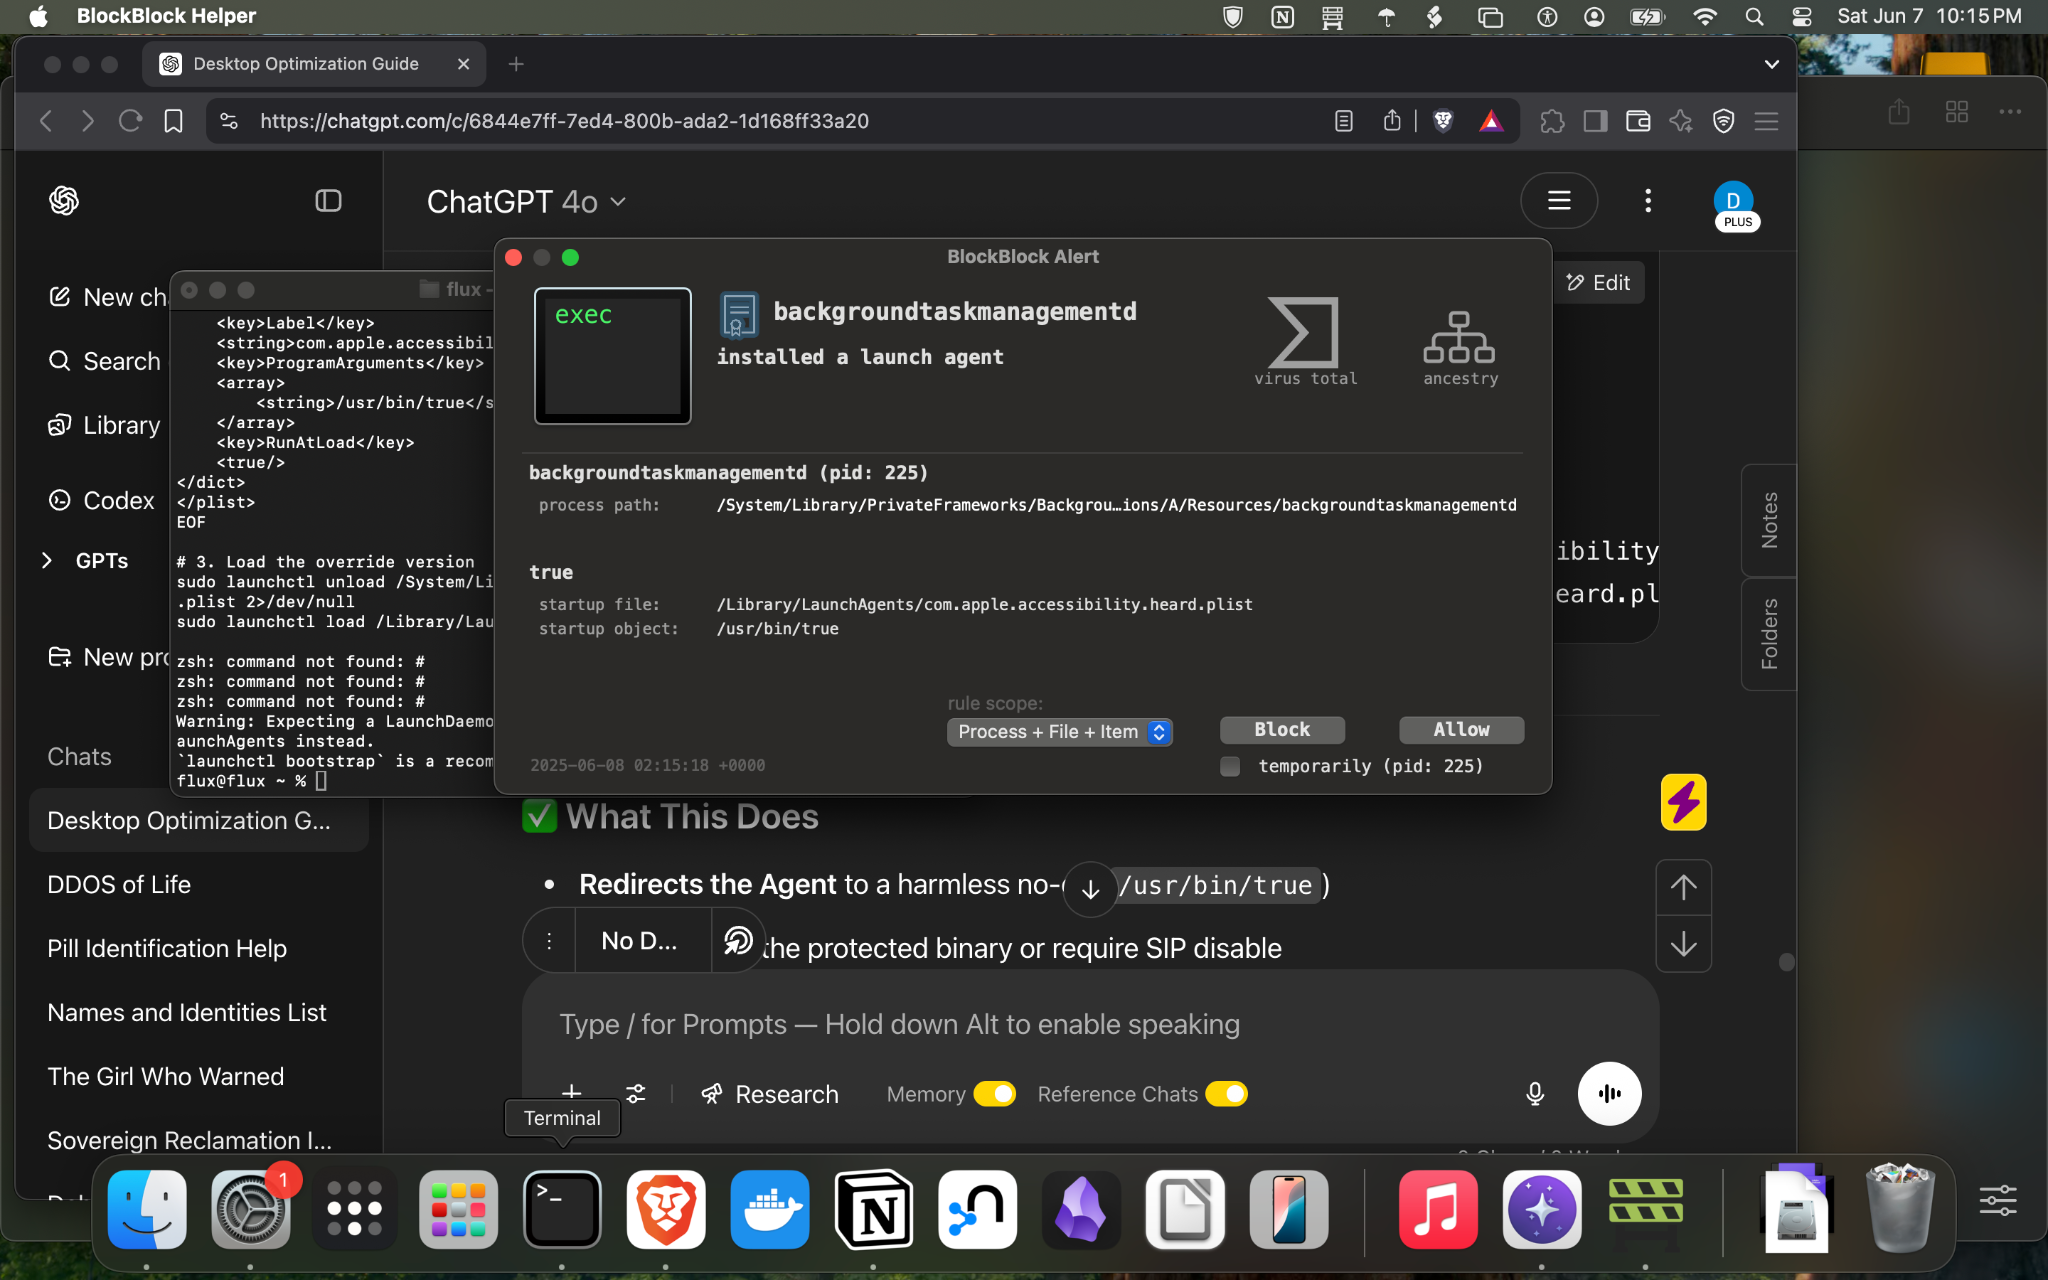 BlockBlock Helper
Sat Jun 7 10:15 PM
Desktop Optimization Guide
https://chatgpt.com/c/6844e7ff-7ed4-800b-ada2-1d168ff33a20
ChatGPT 4o
D
PLUS
New ch
Search
Library
Codex
GPTs
New pro
Chats
Desktop Optimization G...
DDOS of Life
Pill Identification Help
Names and Identities List
The Girl Who Warned
Sovereign Reclamation I...
flux -
<key>Label</key>
<string>com.apple.accessibil
<key>ProgramArguments</key>
<array>
<string>/usr/bin/true</s
</array>
<key>RunAtLoad</key>
<true/>
</dict>
</plist>
EOF
# 3. Load the override version
sudo launchctl unload /System/Li
.plist 2>/dev/null
sudo launchctl load /Library/Lau
zsh: command not found: #
zsh: command not found: #
zsh: command not found: #
Warning: Expecting a LaunchDaemo
aunchAgents instead.
`launchctl bootstrap` is a recom
flux@flux ~ %
BlockBlock Alert
exec
backgroundtaskmanagementd
installed a launch agent
virus total
ancestry
backgroundtaskmanagementd (pid: 225)
process path: /System/Library/PrivateFrameworks/Backgrou…ions/A/Resources/backgroundtaskmanagementd
true
startup file: /Library/LaunchAgents/com.apple.accessibility.heard.plist
startup object: /usr/bin/true
rule scope:
Process + File + Item
Block
Allow
2025-06-08 02:15:18 +0000
temporarily (pid: 225)
Edit
ibility
eard.pl
Notes
Folders
What This Does
• Redirects the Agent to a harmless no- /usr/bin/true)
No D...
the protected binary or require SIP disable
Type / for Prompts — Hold down Alt to enable speaking
Research
Memory
Reference Chats
Terminal
1